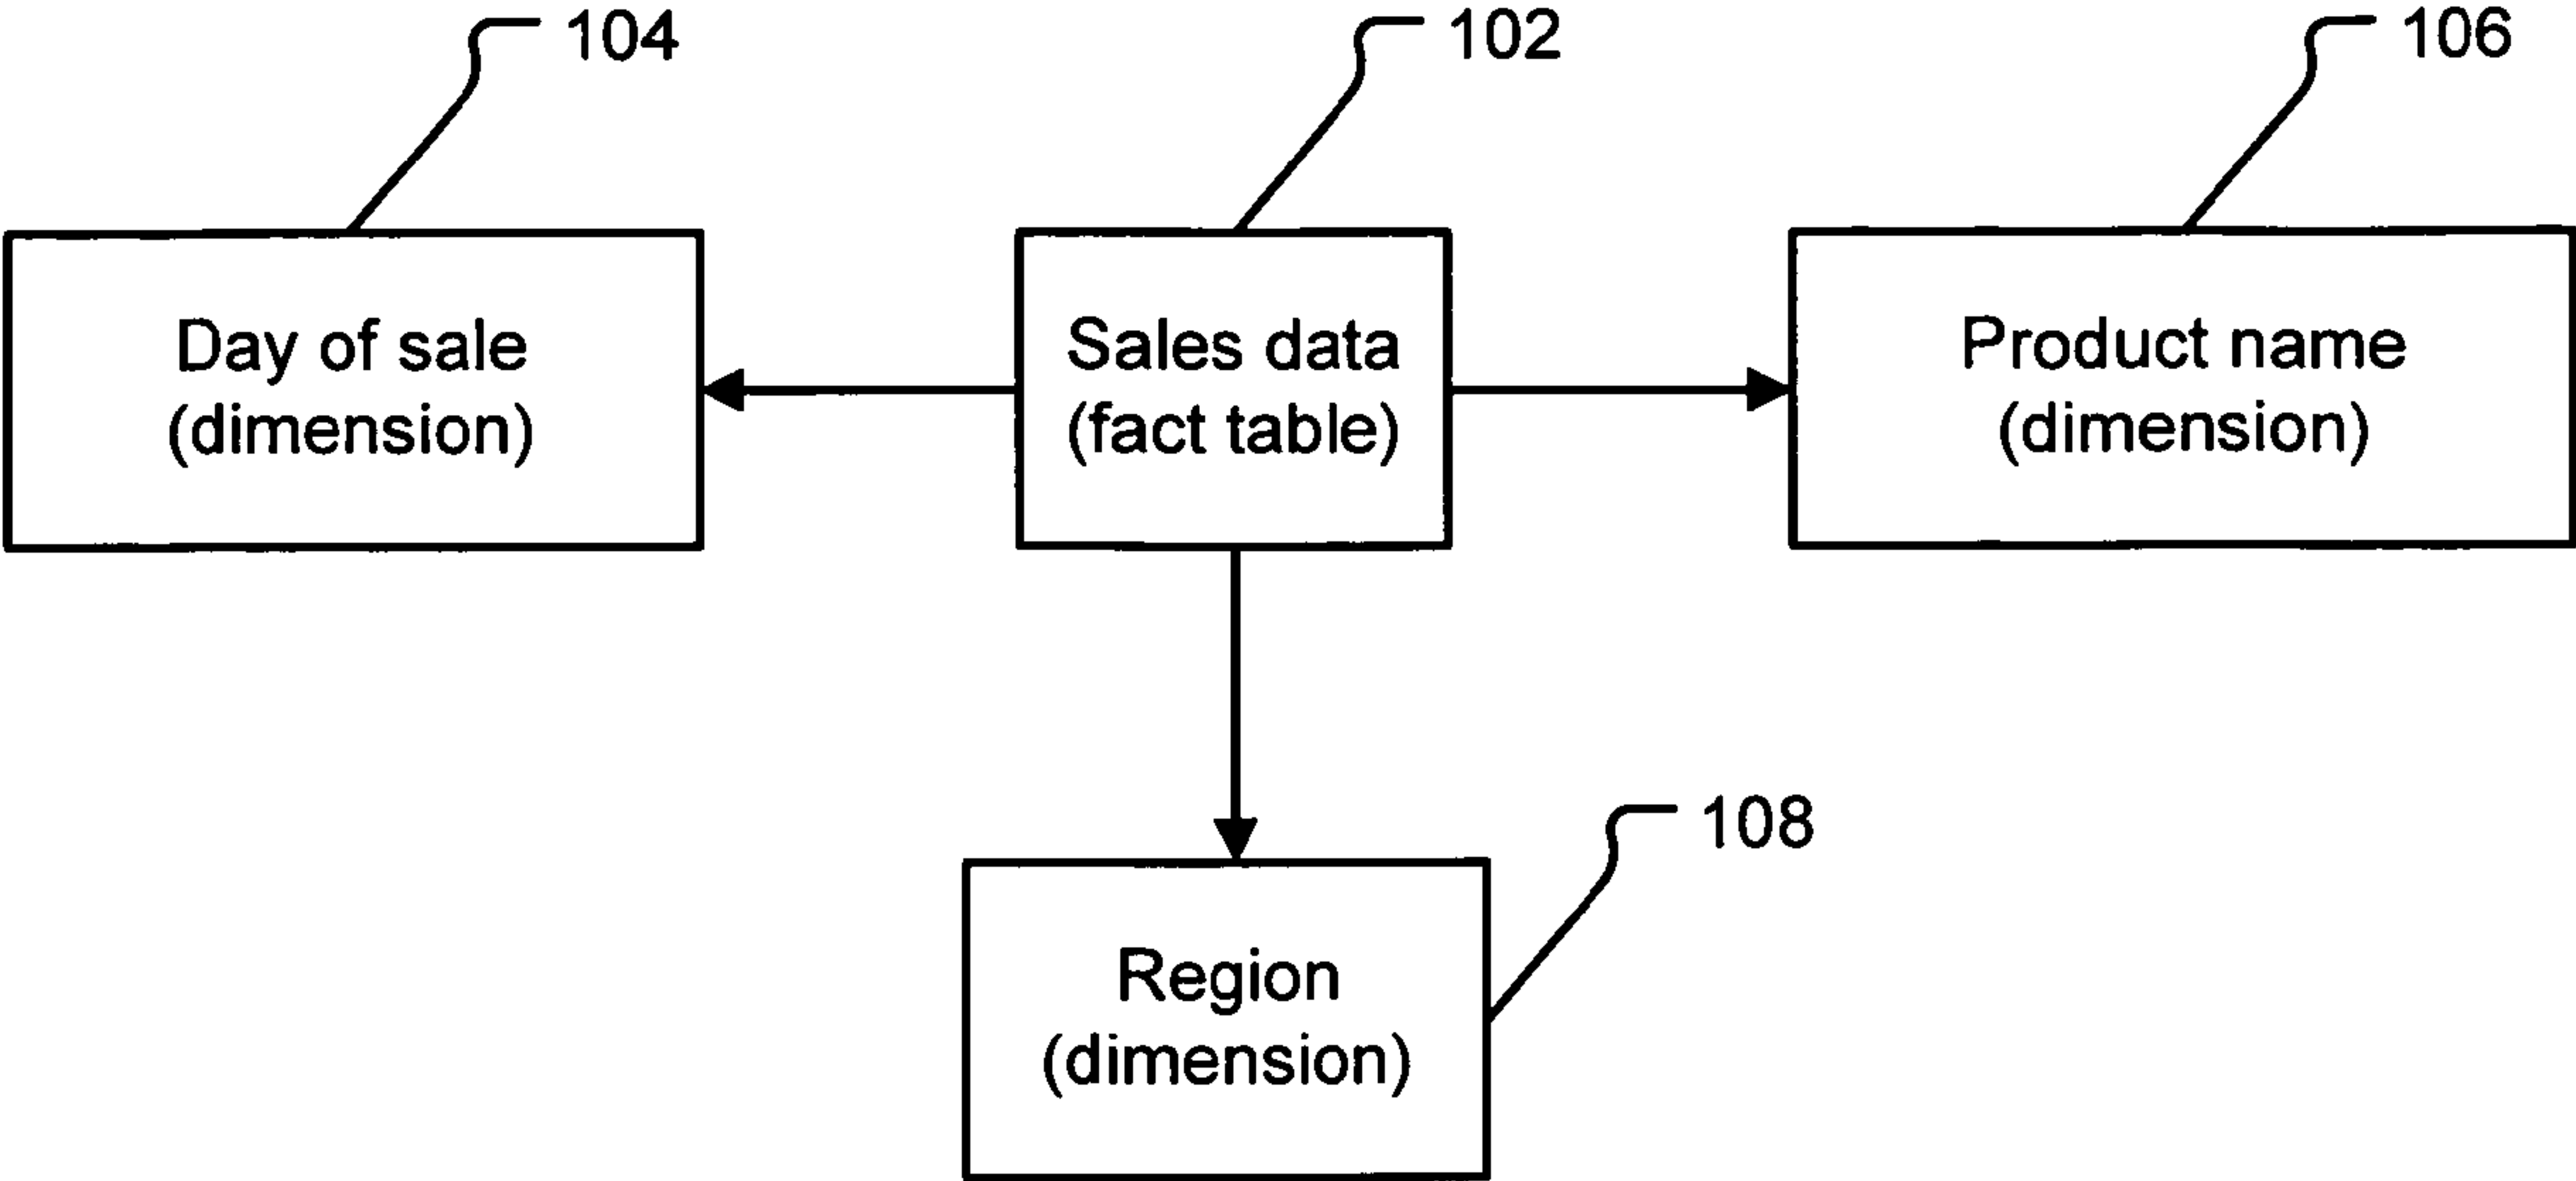 104
102
106
Day of sale
(dimension)
Sales data
(fact table)
Product name
(dimension)
108
Region
(dimension)